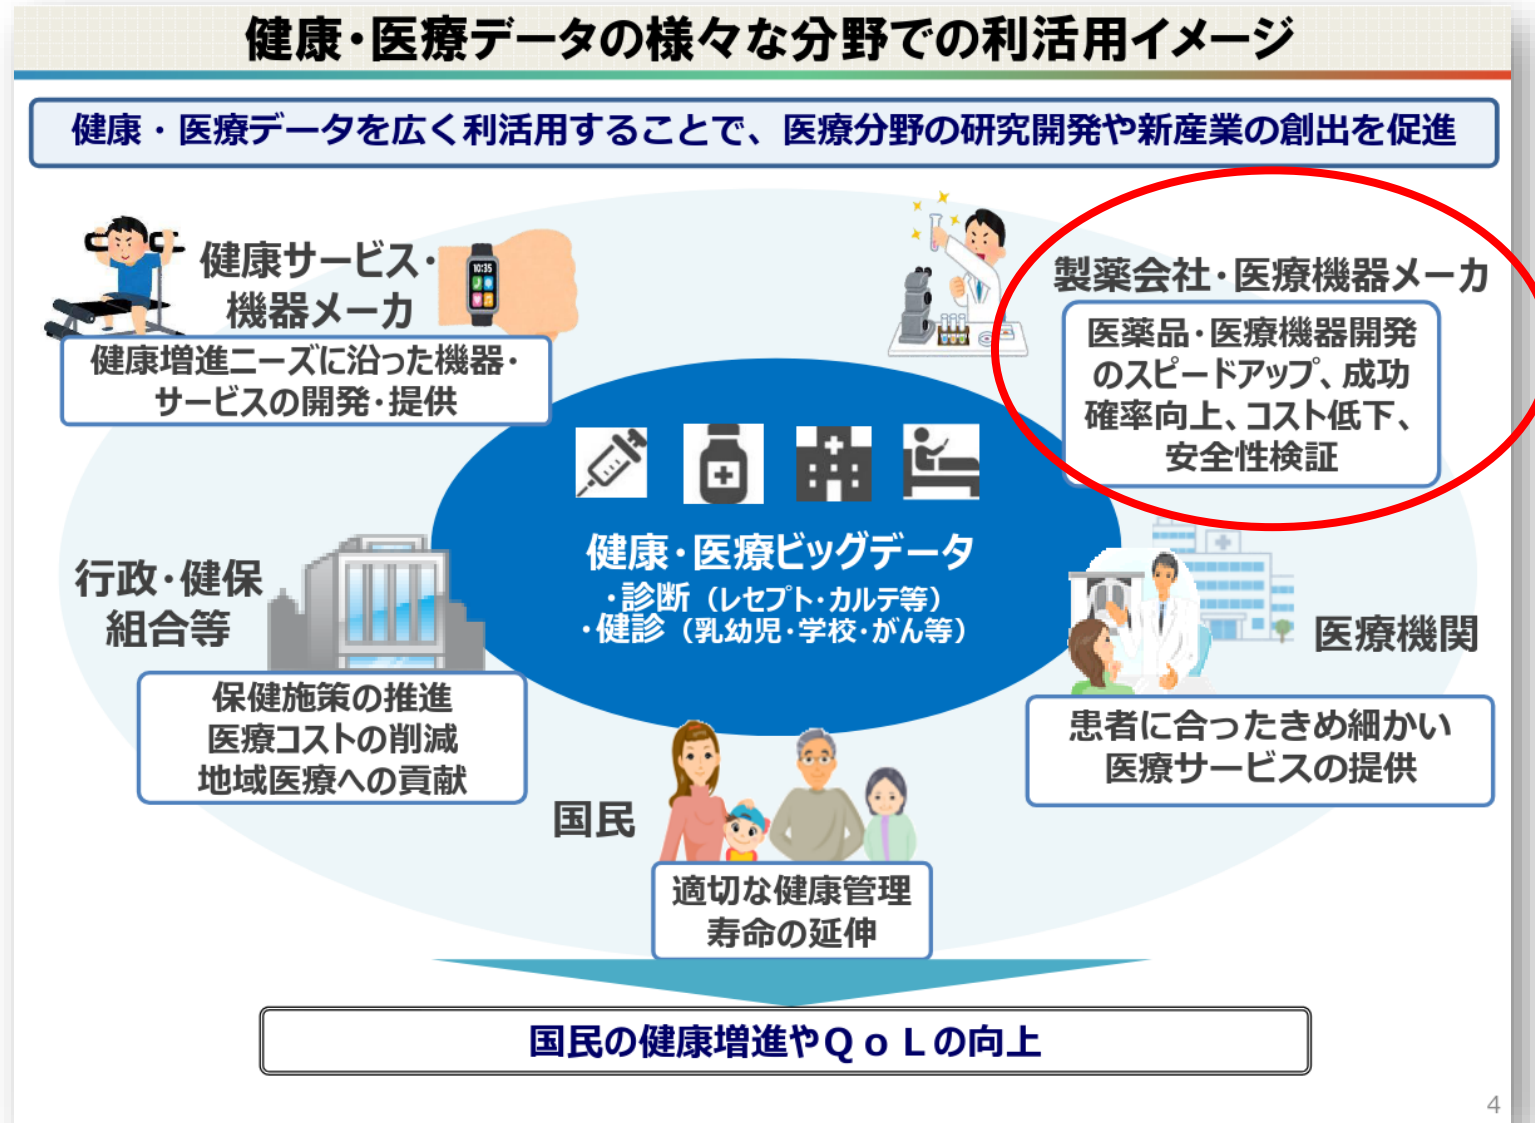 健康・医療データの様々な分野での利活用イメージ
健康・医療データを広く利活用することで、医療分野の研究開発や新産業の創出を促進
健康サービス・
機器メーカ
10:35
健康増進ニーズに沿った機器・
サービスの開発・提供
製薬会社・医療機器メーカ
医薬品・医療機器開発
のスピードアップ、成功
確率向上、コスト低下、
安全性検証
健康・医療ビッグデータ
・診断（レセプト・カルテ等）
・健診（乳幼児・学校・がん等）
行政・健保
組合等
保健施策の推進
医療コストの削減
地域医療への貢献
医療機関
患者に合ったきめ細かい
医療サービスの提供
国民
適切な健康管理
寿命の延伸
国民の健康増進やＱｏＬの向上
4